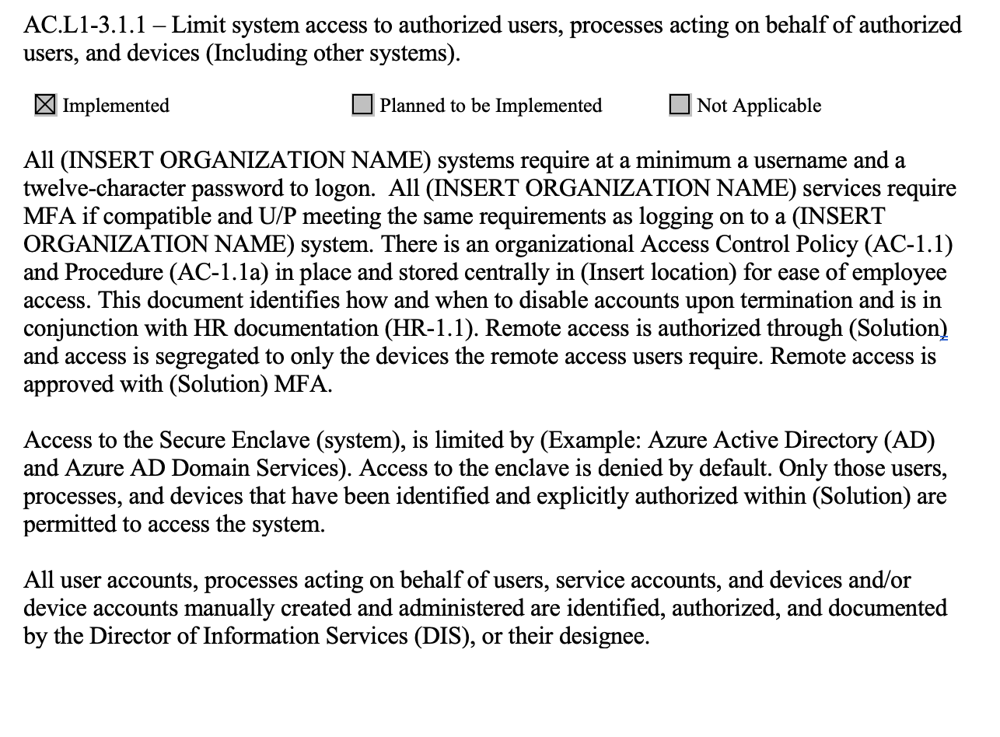 AC.L1-3.1.1 – Limit system access to authorized users, processes acting on behalf of authorized
users, and devices (Including other systems).
Implemented
Planned to be Implemented
Not Applicable
All (INSERT ORGANIZATION NAME) systems require at a minimum a username and a
twelve-character password to logon.  All (INSERT ORGANIZATION NAME) services require
MFA if compatible and U/P meeting the same requirements as logging on to a (INSERT
ORGANIZATION NAME) system. There is an organizational Access Control Policy (AC-1.1)
and Procedure (AC-1.1a) in place and stored centrally in (Insert location) for ease of employee
access. This document identifies how and when to disable accounts upon termination and is in
conjunction with HR documentation (HR-1.1). Remote access is authorized through (Solution)
and access is segregated to only the devices the remote access users require. Remote access is
approved with (Solution) MFA.
Access to the Secure Enclave (system), is limited by (Example: Azure Active Directory (AD)
and Azure AD Domain Services). Access to the enclave is denied by default. Only those users,
processes, and devices that have been identified and explicitly authorized within (Solution) are
permitted to access the system.
All user accounts, processes acting on behalf of users, service accounts, and devices and/or
device accounts manually created and administered are identified, authorized, and documented
by the Director of Information Services (DIS), or their designee.